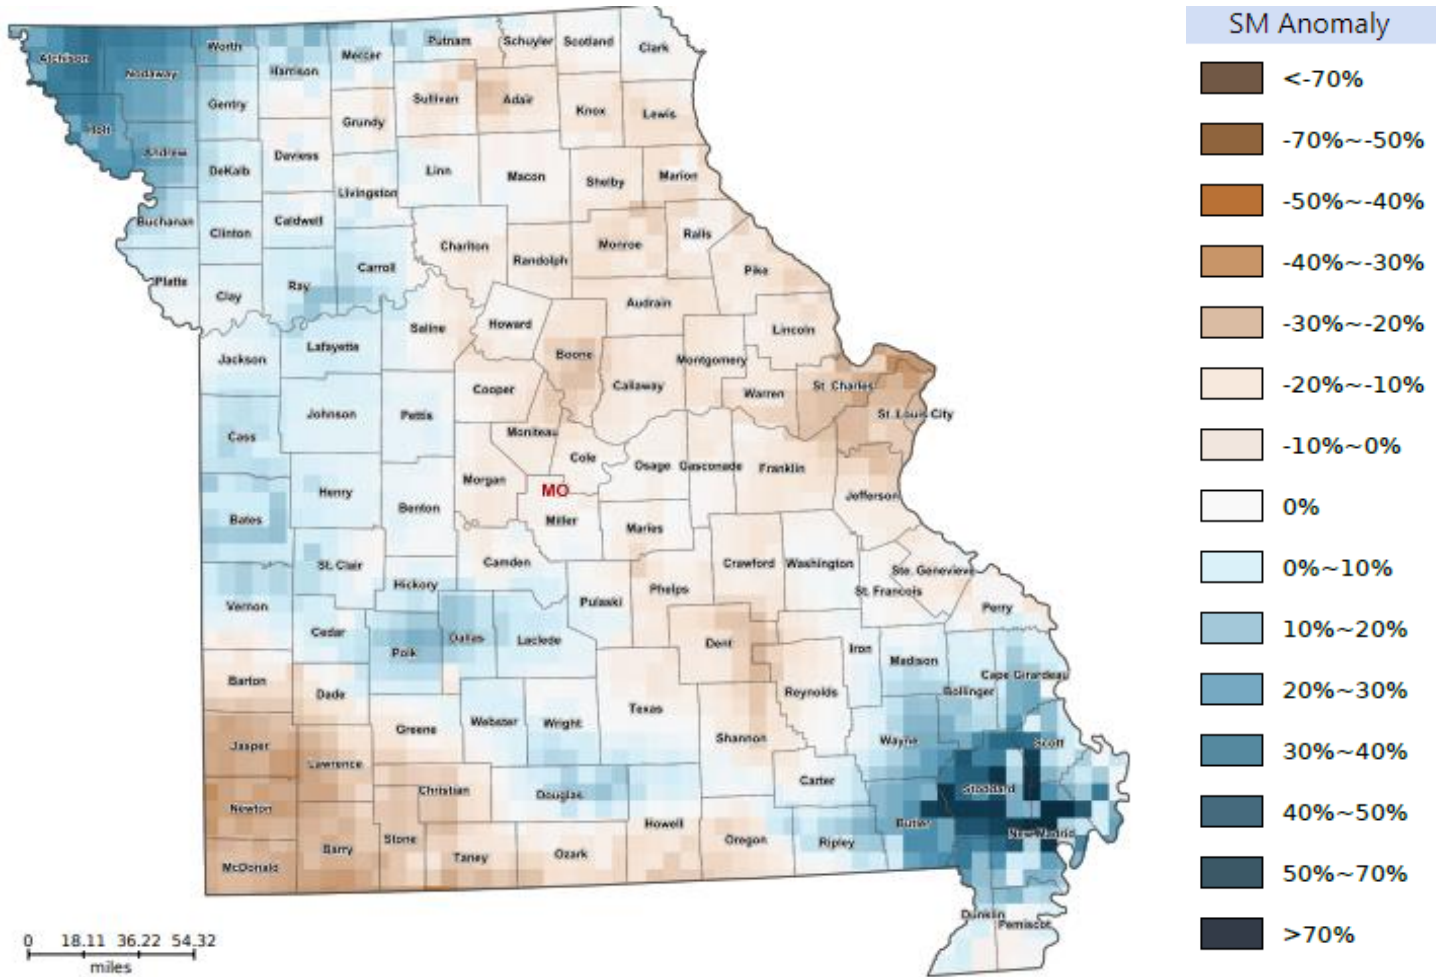 SM Anomaly
<-70%
-70%~-50%
-50%~-40%
-40%~-30%
-30%~-20%
-20%~-10%
-10%~0%
0%
0%~10%
10%~20%
20%~30%
30%~40%
40%~50%
50%~70%
>70%
Atchison
Nodaway
Worth
Harrison
Mercer
Putnam
Schuyler
Scotland
Clark
Gentry
Sullivan
Adair
Knox
Lewis
Holt
Andrew
Grundy
DeKalb
Daviess
Linn
Macon
Shelby
Marion
Livingston
Buchanan
Clinton
Caldwell
Chariton
Randolph
Monroe
Ralls
Platte
Clay
Ray
Carroll
Pike
Audrain
Saline
Howard
Lincoln
Jackson
Lafayette
Boone
Montgomery
Cooper
Callaway
Warren
St. Charles
Johnson
Pettis
St. Louis City
Cass
Moniteau
Cole
Osage
Gasconade
Franklin
Henry
Morgan
MO
Jefferson
Bates
Benton
Miller
Maries
St. Clair
Camden
Crawford
Washington
Ste. Genevieve
Hickory
Phelps
St. Francois
Vernon
Pulaski
Perry
Cedar
Polk
Dallas
Laclede
Dent
Iron
Madison
Cape Girardeau
Barton
Dade
Reynolds
Bollinger
Greene
Webster
Wright
Texas
Shannon
Wayne
Scott
Jasper
Lawrence
Carter
Christian
Douglas
Stoddard
Newton
Howell
Butler
New Madrid
Stone
Oregon
Ripley
Barry
Taney
Ozark
McDonald
Dunklin
Pemiscot
0 18.11 36.22 54.32
miles